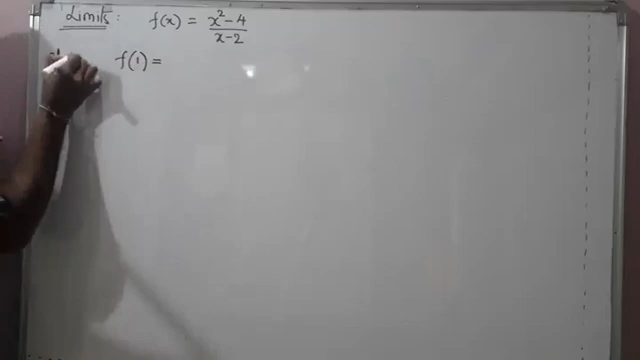 Limits: f(x) = x²-4 / x-2
f(1) =